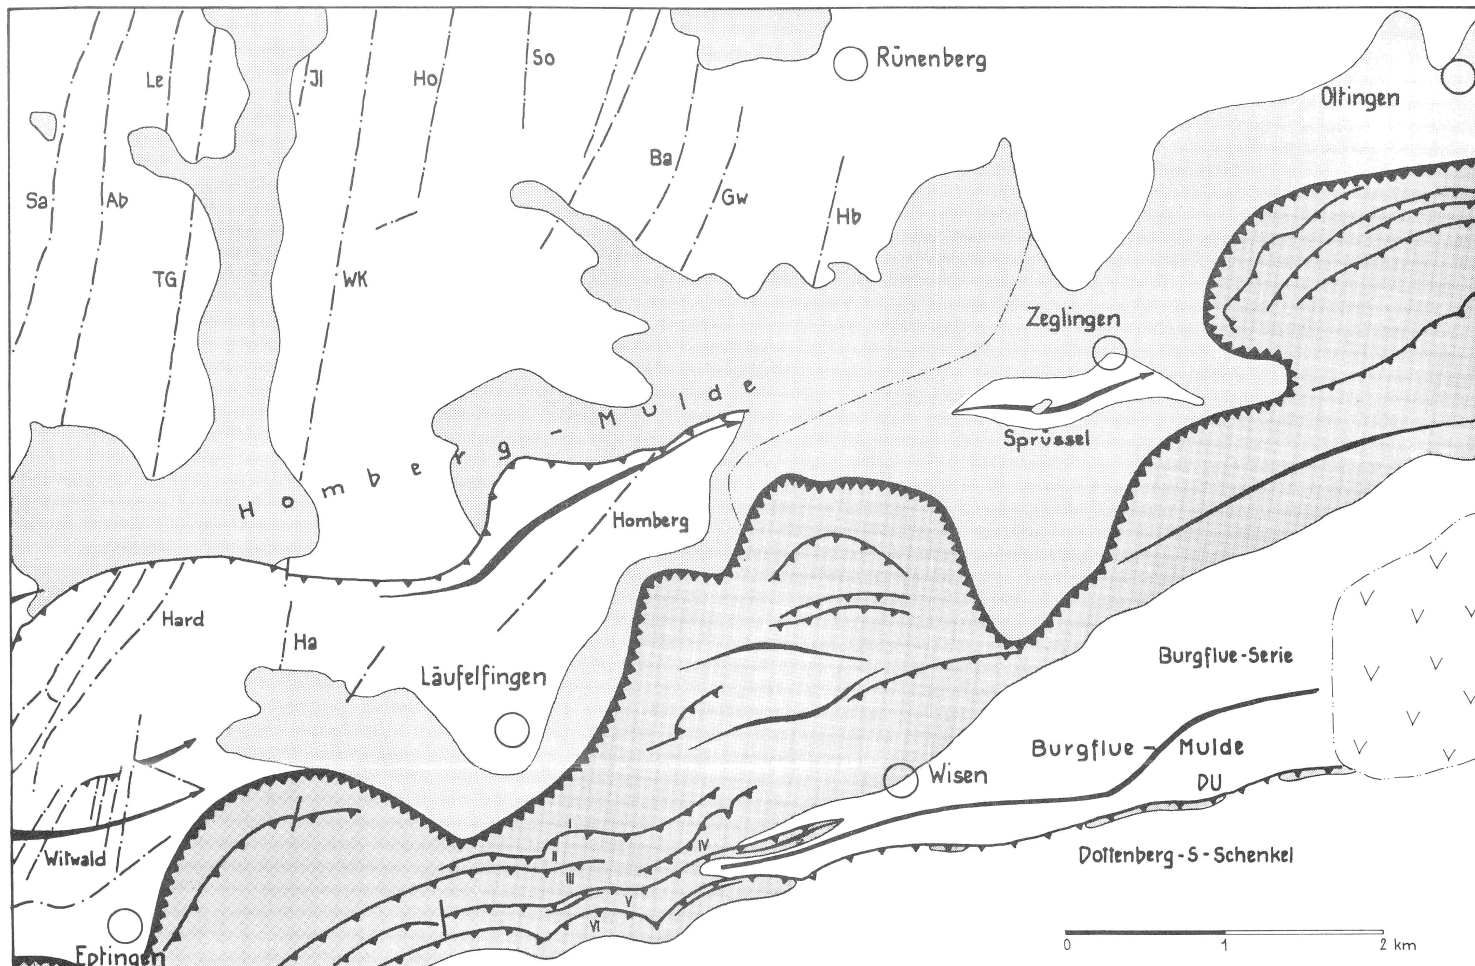 So
Rünenberg
Le
Jl
Ho
Oltingen
Ba
Sa
Ab
Gw
Hb
TG
WK
Zeglingen
Homberg-Mulde
Sprüssel
Homberg
Hard
Ha
Läufelfingen
Burgflue-Serie
Burgflue-Mulde
Wisen
DU
I
II
IV
Witwald
Dottenberg-S-Schenkel
III
V
VI
Eptingen
0 1 2 km